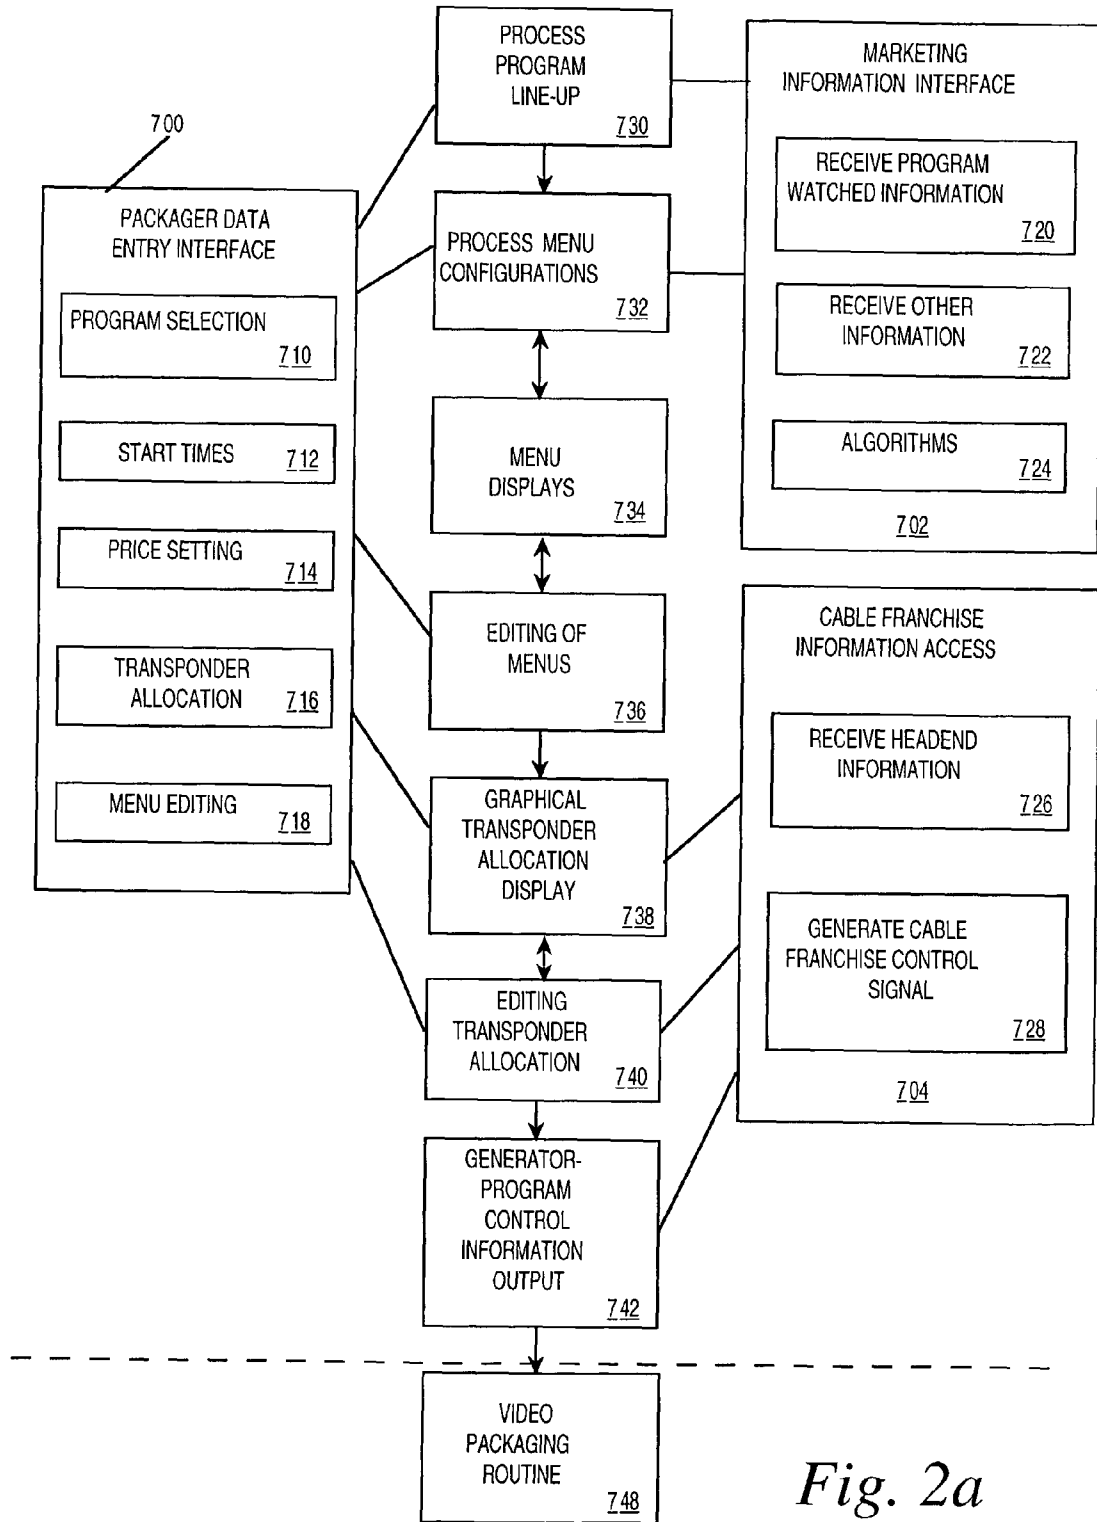 700
PACKAGER DATA
ENTRY INTERFACE
PROGRAM SELECTION
710
START TIMES
712
PRICE SETTING
714
TRANSPONDER
ALLOCATION
716
MENU EDITING
718
PROCESS
PROGRAM
LINE-UP
730
PROCESS MENU
CONFIGURATIONS
732
MENU
DISPLAYS
734
EDITING OF
MENUS
736
GRAPHICAL
TRANSPONDER
ALLOCATION
DISPLAY
738
EDITING
TRANSPONDER
ALLOCATION
740
GENERATOR-
PROGRAM
CONTROL
INFORMATION
OUTPUT
742
VIDEO
PACKAGING
ROUTINE
748
MARKETING
INFORMATION INTERFACE
RECEIVE PROGRAM
WATCHED INFORMATION
720
RECEIVE OTHER
INFORMATION
722
ALGORITHMS
724
702
CABLE FRANCHISE
INFORMATION ACCESS
RECEIVE HEADEND
INFORMATION
726
GENERATE CABLE
FRANCHISE CONTROL
SIGNAL
728
704
Fig. 2a